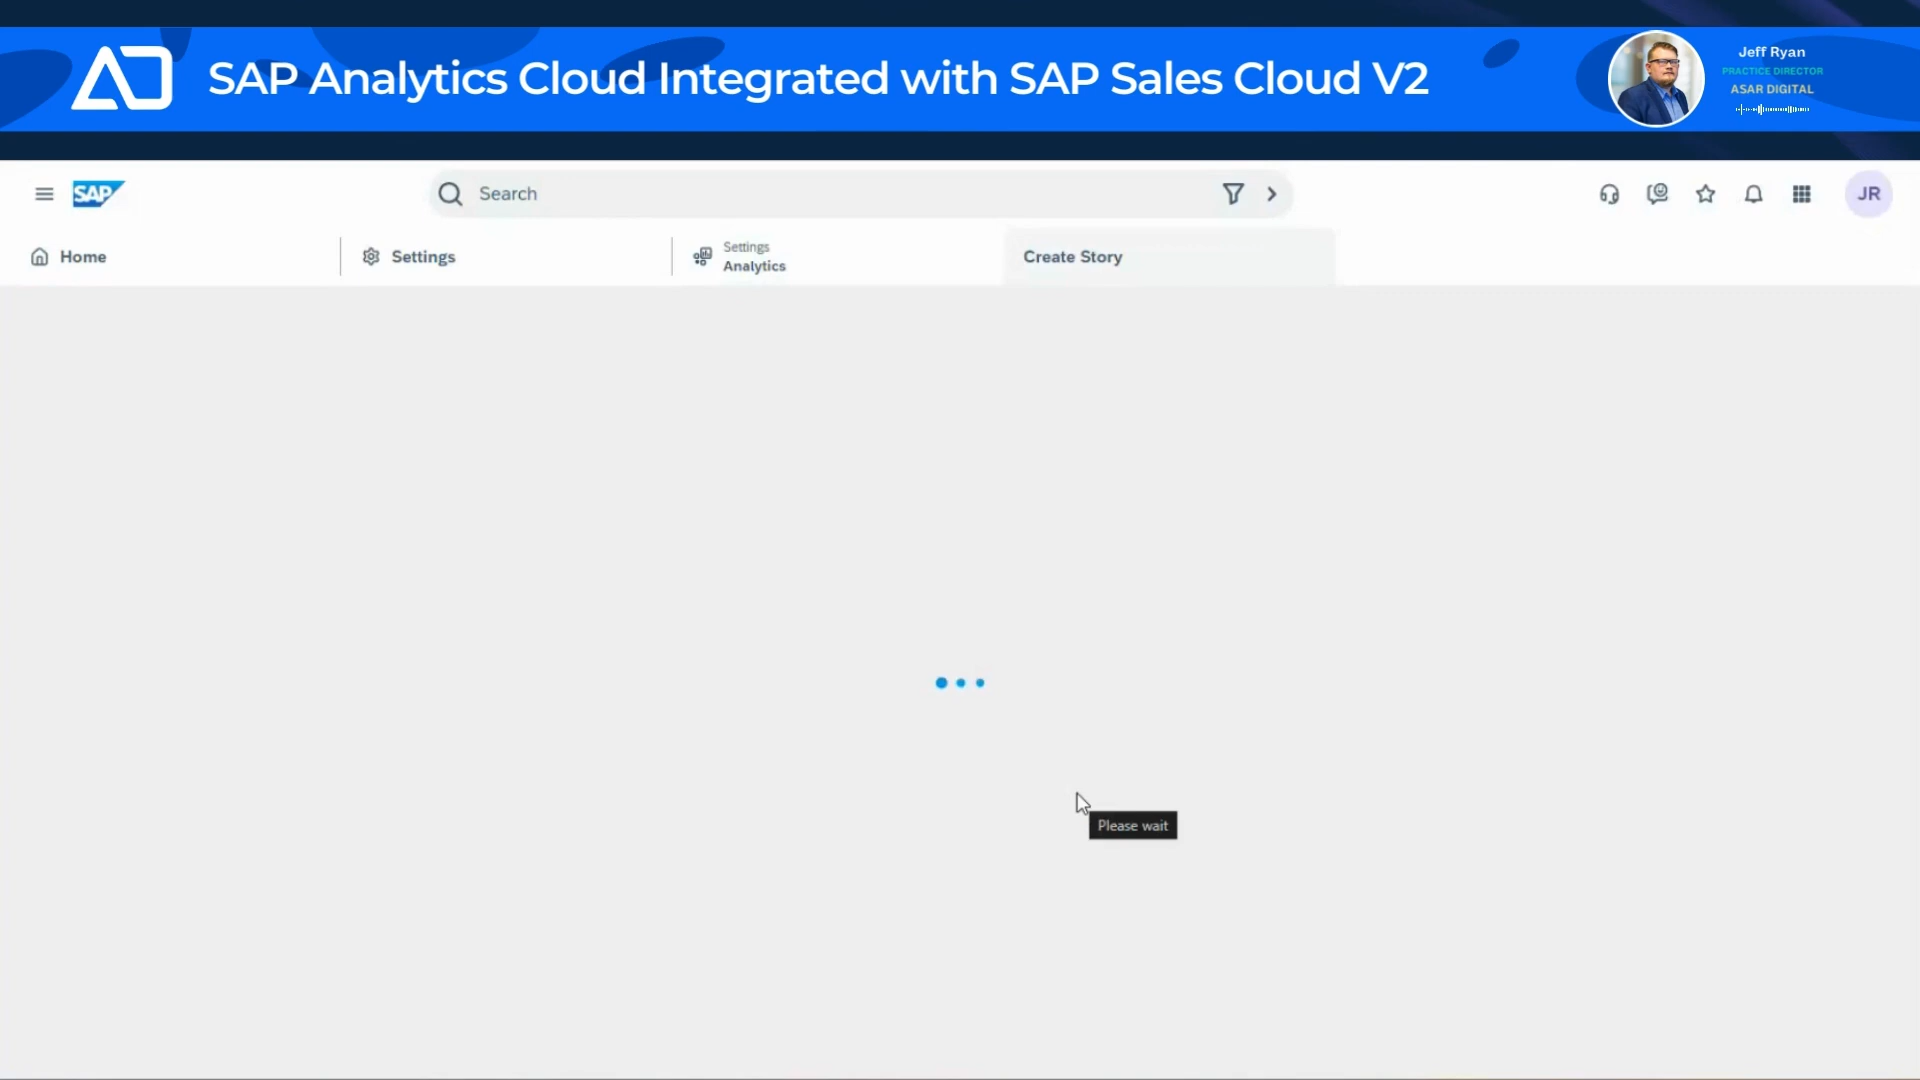 SAP Analytics Cloud Integrated with SAP Sales Cloud V2
Jeff Ryan
PRACTICE DIRECTOR
ASAR DIGITAL
SAP
Search
JR
Home
Settings
Settings
Analytics
Create Story
Please wait